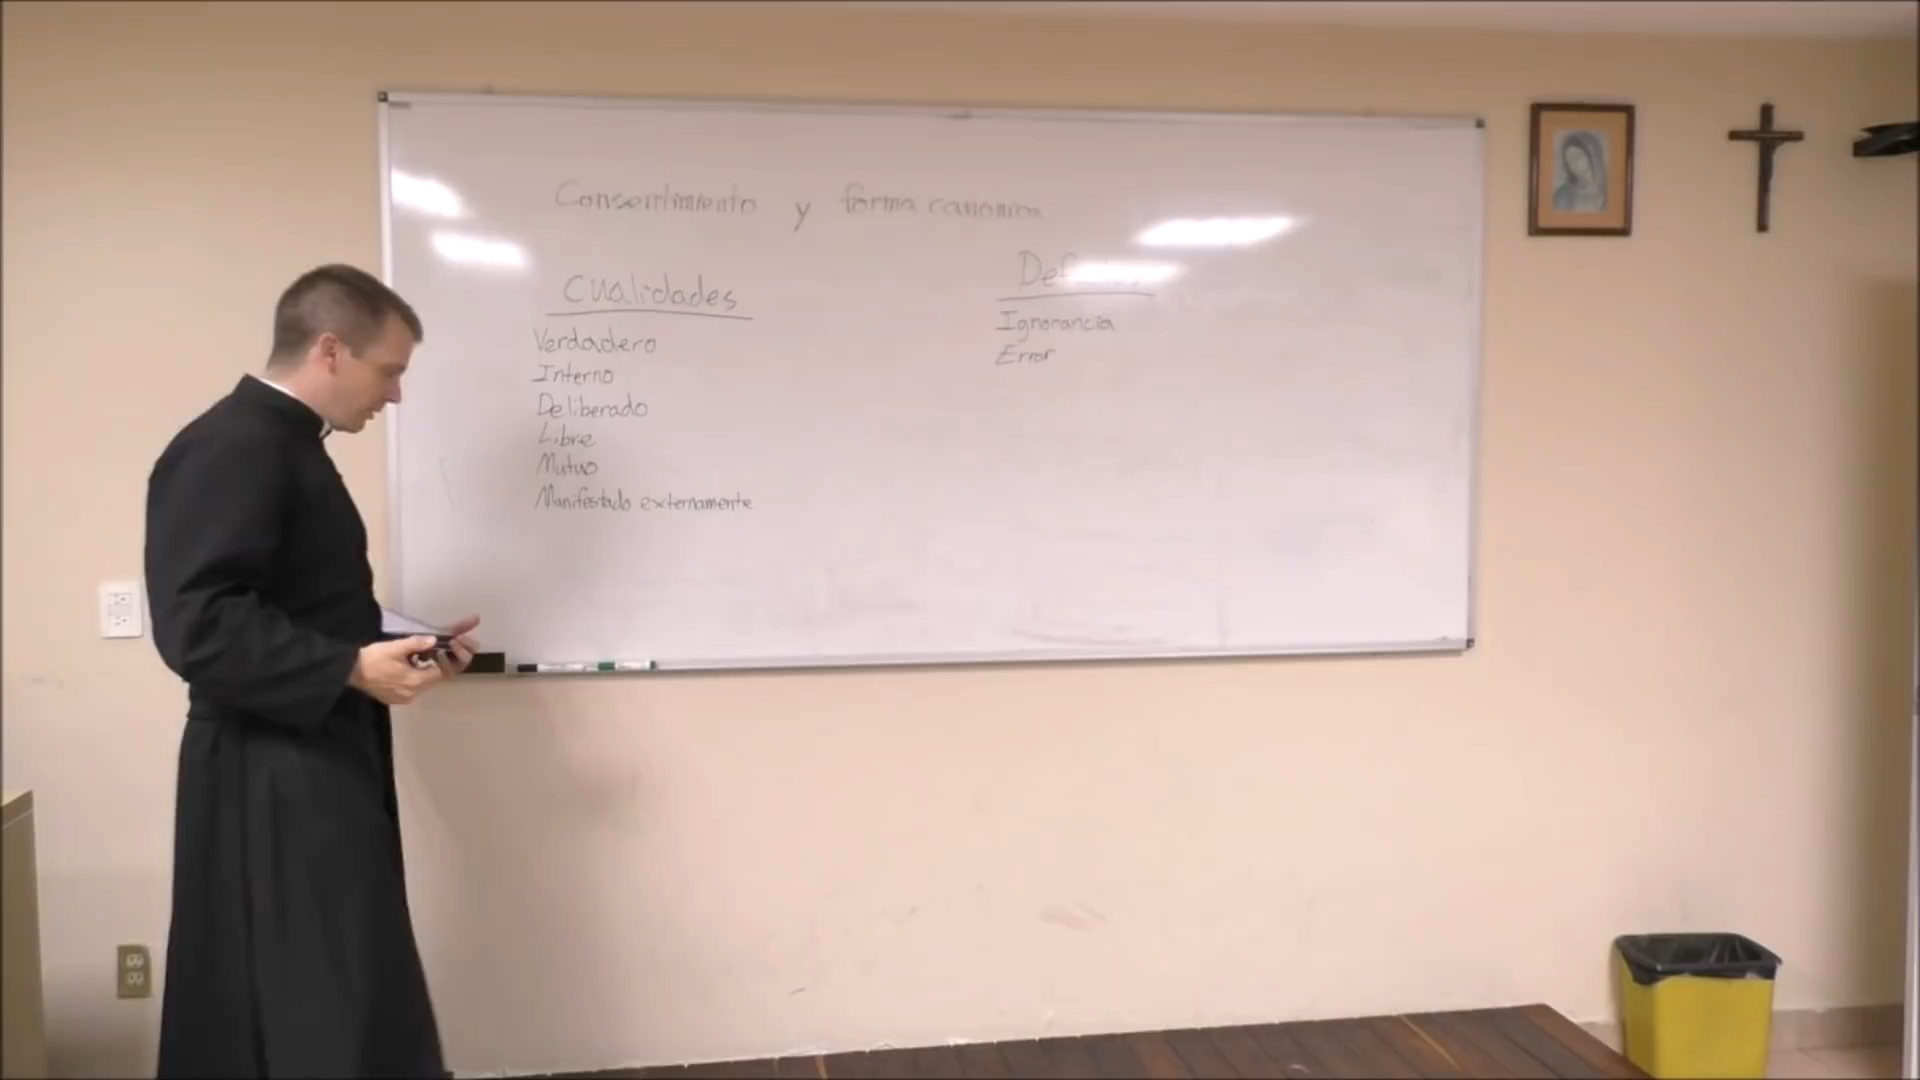 Consentimiento y forma canonica
Cualidades
Verdadero
Interno
Deliberado
Libre
Mutuo
Manifestado externamente
Ignorancia
Error